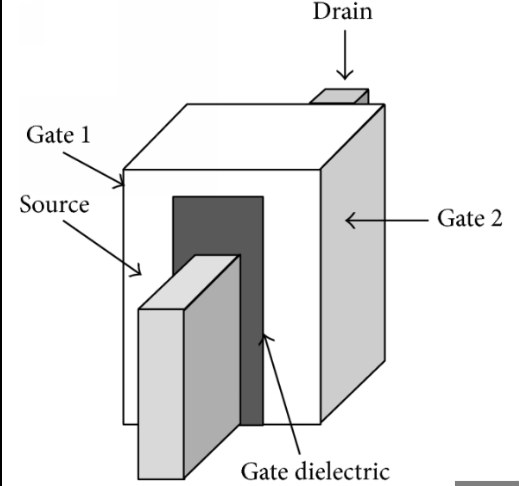 Drain
Gate 1
Source
Gate 2
Gate dielectric